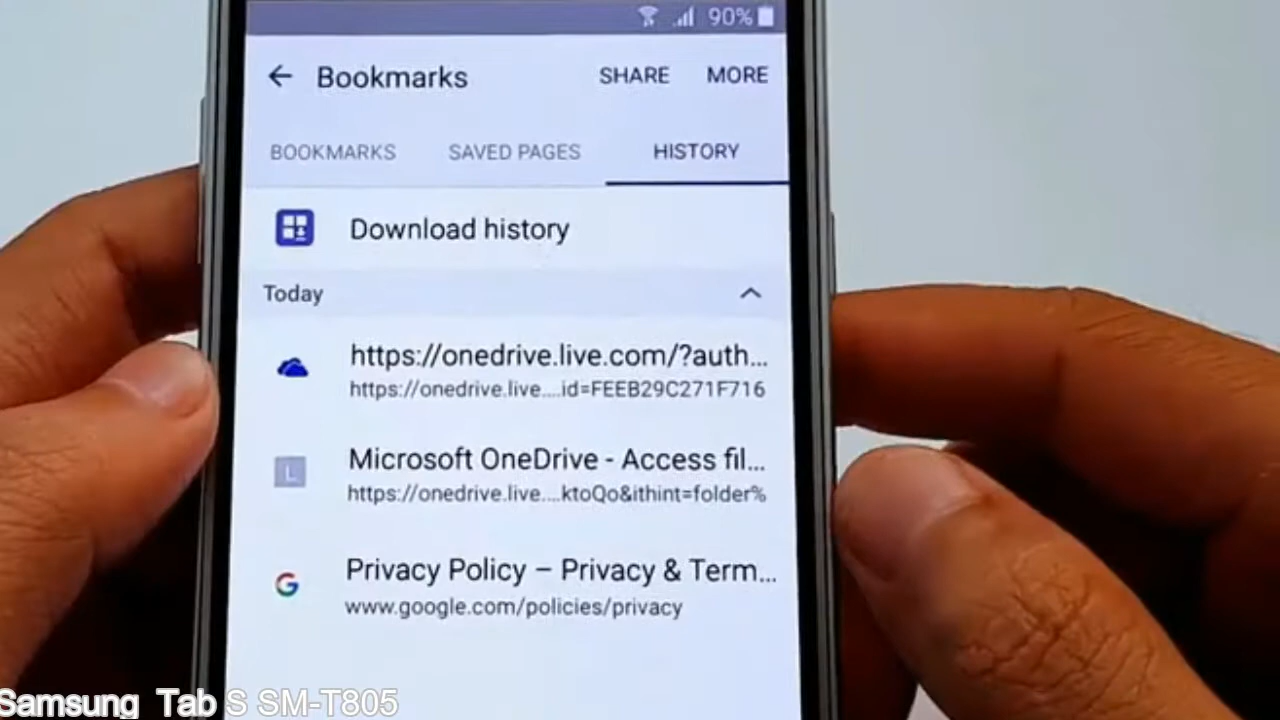 90%
Bookmarks SHARE MORE
BOOKMARKS SAVED PAGES HISTORY
Download history
Today
https://onedrive.live.com/?auth...
https://onedrive.live....id=FEEB29C271F716
L
Microsoft OneDrive - Access fil...
https://onedrive.live....ktoQo&ithint=folder%
Privacy Policy – Privacy & Term...
www.google.com/policies/privacy
Samsung Tab S SM-T805